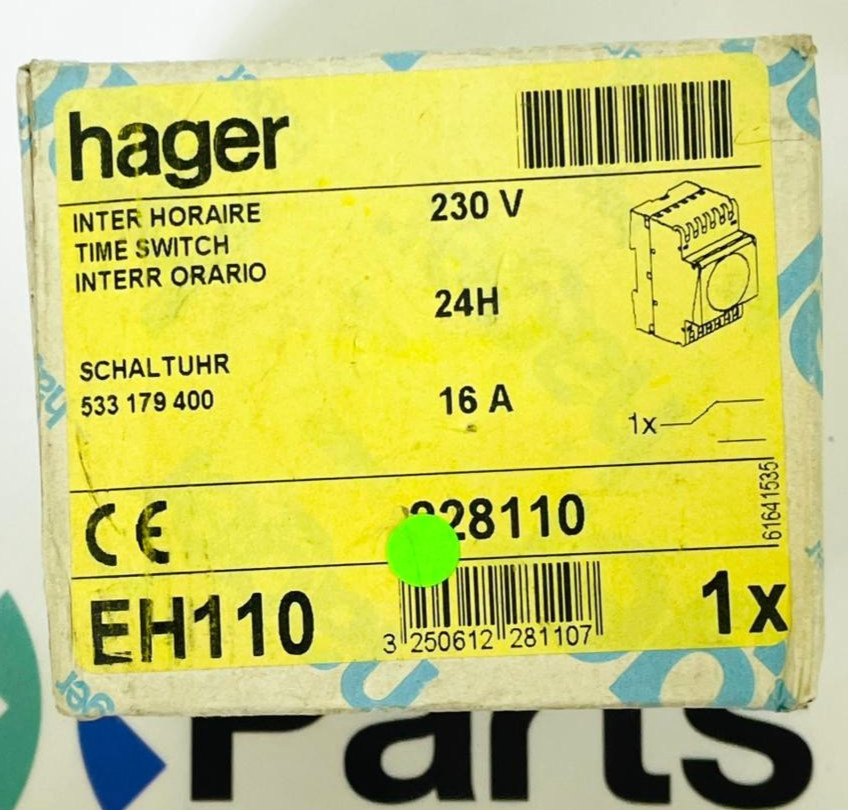 hager
INTER HORAIRE
TIME SWITCH
INTERR ORARIO
230 V
24H
SCHALTUHR
533 179 400
16 A
1x
61641535
CE
28110
EH110
3 250612 281107
1x
Parts